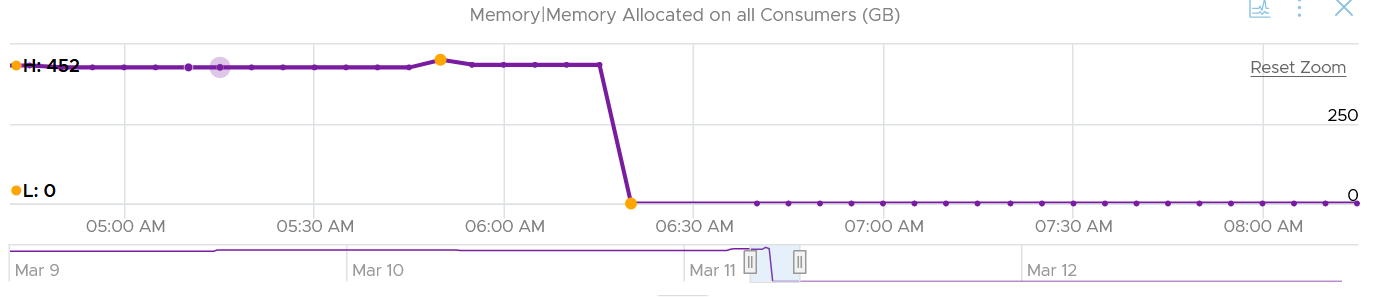 Memory|Memory Allocated on all Consumers (GB)
H: 452
Reset Zoom
250
L: 0
0
05:00 AM 05:30 AM 06:00 AM 06:30 AM 07:00 AM 07:30 AM 08:00 AM
Mar 9 Mar 10 Mar 11 Mar 12